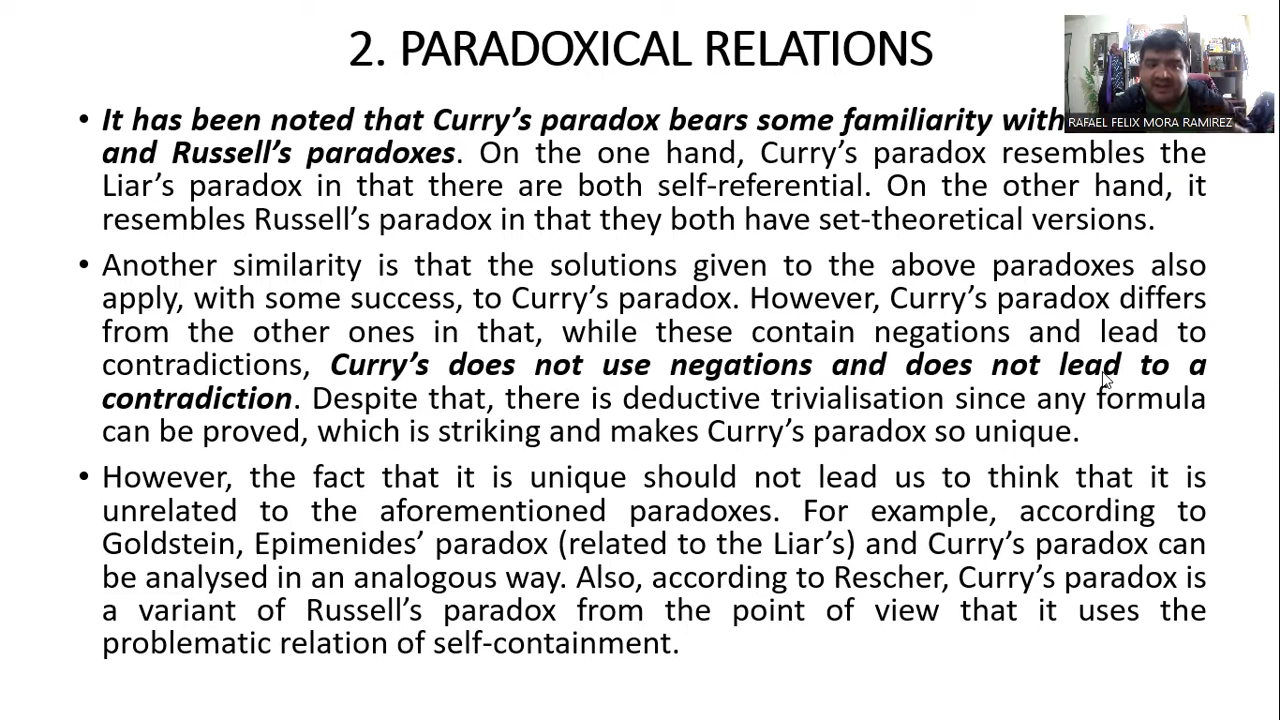 2. PARADOXICAL RELATIONS
RAFAEL FELIX MORA RAMIREZ
• It has been noted that Curry's paradox bears some familiarity with
and Russell's paradoxes. On the one hand, Curry's paradox resembles the
Liar's paradox in that there are both self-referential. On the other hand, it
resembles Russell's paradox in that they both have set-theoretical versions.
• Another similarity is that the solutions given to the above paradoxes also
apply, with some success, to Curry's paradox. However, Curry's paradox differs
from the other ones in that, while these contain negations and lead to
contradictions, Curry's does not use negations and does not lead to a
contradiction. Despite that, there is deductive trivialisation since any formula
can be proved, which is striking and makes Curry's paradox so unique.
• However, the fact that it is unique should not lead us to think that it is
unrelated to the aforementioned paradoxes. For example, according to
Goldstein, Epimenides' paradox (related to the Liar's) and Curry's paradox can
be analysed in an analogous way. Also, according to Rescher, Curry's paradox is
a variant of Russell's paradox from the point of view that it uses the
problematic relation of self-containment.